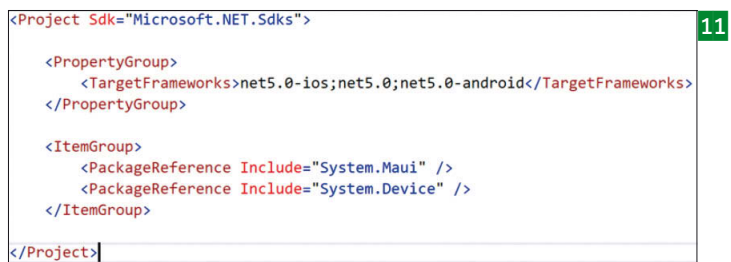 <Project Sdk="Microsoft.NET.Sdks">
11
<PropertyGroup>
<TargetFrameworks>net5.0-ios;net5.0;net5.0-android</TargetFrameworks>
</PropertyGroup>
<ItemGroup>
<PackageReference Include="System.Maui" />
<PackageReference Include="System.Device" />
</ItemGroup>
</Project>